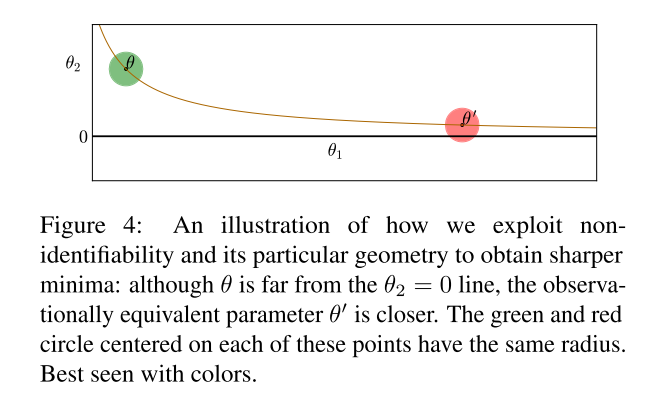 θ₂
θ
θ′
0
θ₁
Figure 4: An illustration of how we exploit non-
identifiability and its particular geometry to obtain sharper
minima: although θ is far from the θ₂ = 0 line, the observa-
tionally equivalent parameter θ′ is closer. The green and red
circle centered on each of these points have the same radius.
Best seen with colors.